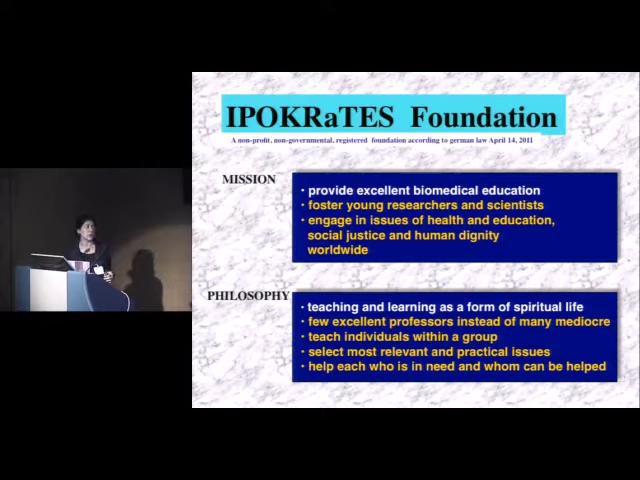 IPOKRaTES Foundation
A non-profit, non-governmental, registered foundation according to german law April 14, 2011
MISSION
· provide excellent biomedical education
· foster young researchers and scientists
· engage in issues of health and education,
social justice and human dignity
worldwide
PHILOSOPHY
· teaching and learning as a form of spiritual life
· few excellent professors instead of many mediocre
· teach individuals within a group
· select most relevant and practical issues
· help each who is in need and whom can be helped